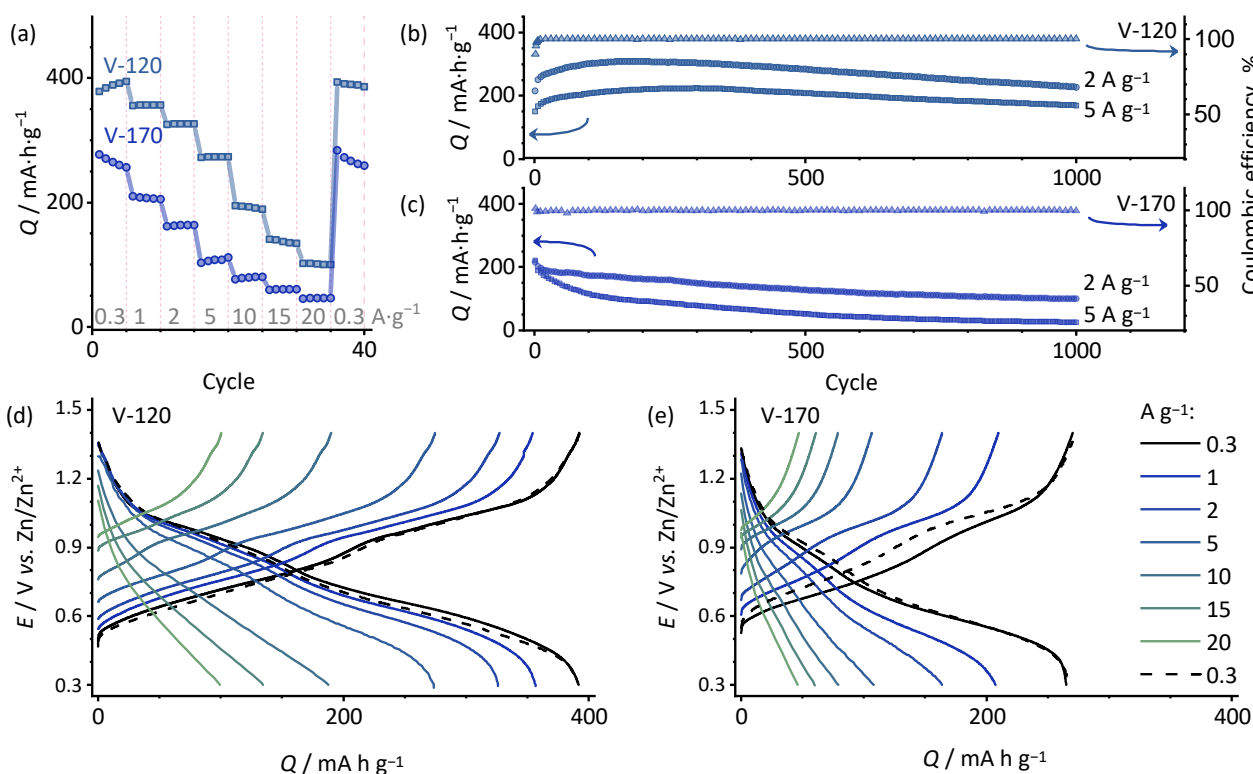 (a)
Q / mA·h·g⁻¹
400
200
0
V-120
V-170
0.3 1 2 5 10 15 20 0.3 A·g⁻¹
0 40
Cycle
(b)
Q / mA·h·g⁻¹
400
200
0
V-120
2 A g⁻¹
5 A g⁻¹
0 500 1000
100
50
Coulombic efficiency, %
(c)
Q / mA·h·g⁻¹
400
200
0
V-170
2 A g⁻¹
5 A g⁻¹
0 500 1000
100
50
Cycle
(d)
V-120
E / V vs. Zn/Zn²⁺
1.5
1.2
0.9
0.6
0.3
0 200 400
Q / mA h g⁻¹
(e)
V-170
E / V vs. Zn/Zn²⁺
1.5
1.2
0.9
0.6
0.3
0 200 400
Q / mA h g⁻¹
A g⁻¹:
0.3
1
2
5
10
15
20
0.3